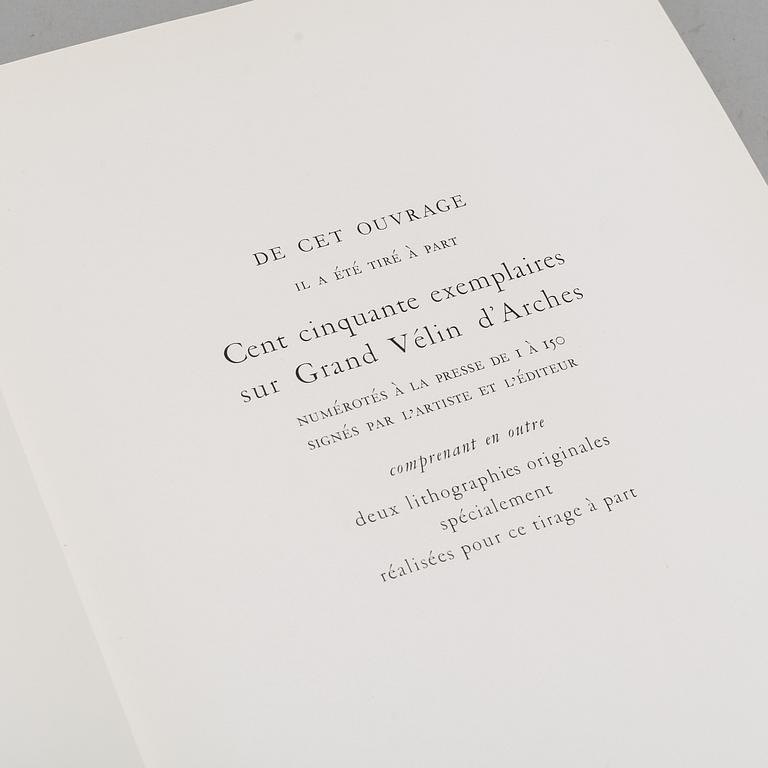 DE CET OUVRAGE
IL A ÉTÉ TIRÉ À PART
Cent cinquante exemplaires
sur Grand Vélin d'Arches
NUMÉROTÉS À LA PRESSE DE 1 À 150
SIGNÉS PAR L'ARTISTE ET L'ÉDITEUR
comprenant en outre
deux lithographies originales
spécialement
réalisées pour ce tirage à part